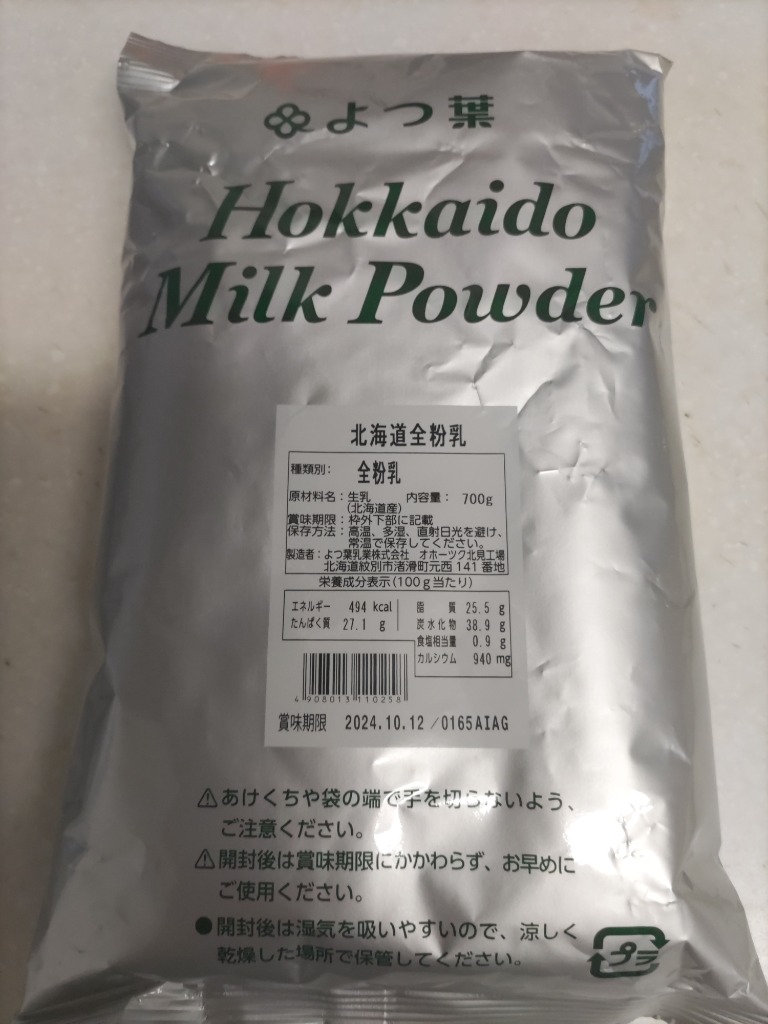 よつ葉
Hokkaido
Milk Powder
北海道全粉乳
種類別： 全粉乳
原材料名：生乳 内容量： 700g
(北海道産)
賞味期限：枠外下部に記載
保存方法：高温、多湿、直射日光を避け、
常温で保存してください。
製造者：よつ葉乳業株式会社 オホーツク北見工場
北海道紋別市渚滑町元西 141 番地
栄養成分表示(100g当たり)
エネルギー 494 kcal 脂 質 25.5 g
たんぱく質 27.1 g 炭水化物 38.9 g
食塩相当量 0.9 g
カルシウム 940 mg
4 908013 110258
賞味期限 2024.10.12 /0165AIAG
⚠あけくちや袋の端で手を切らないよう、
ご注意ください。
⚠開封後は賞味期限にかかわらず、お早めに
ご使用ください。
●開封後は湿気を吸いやすいので、涼しく
乾燥した場所で保管してください。
プラ